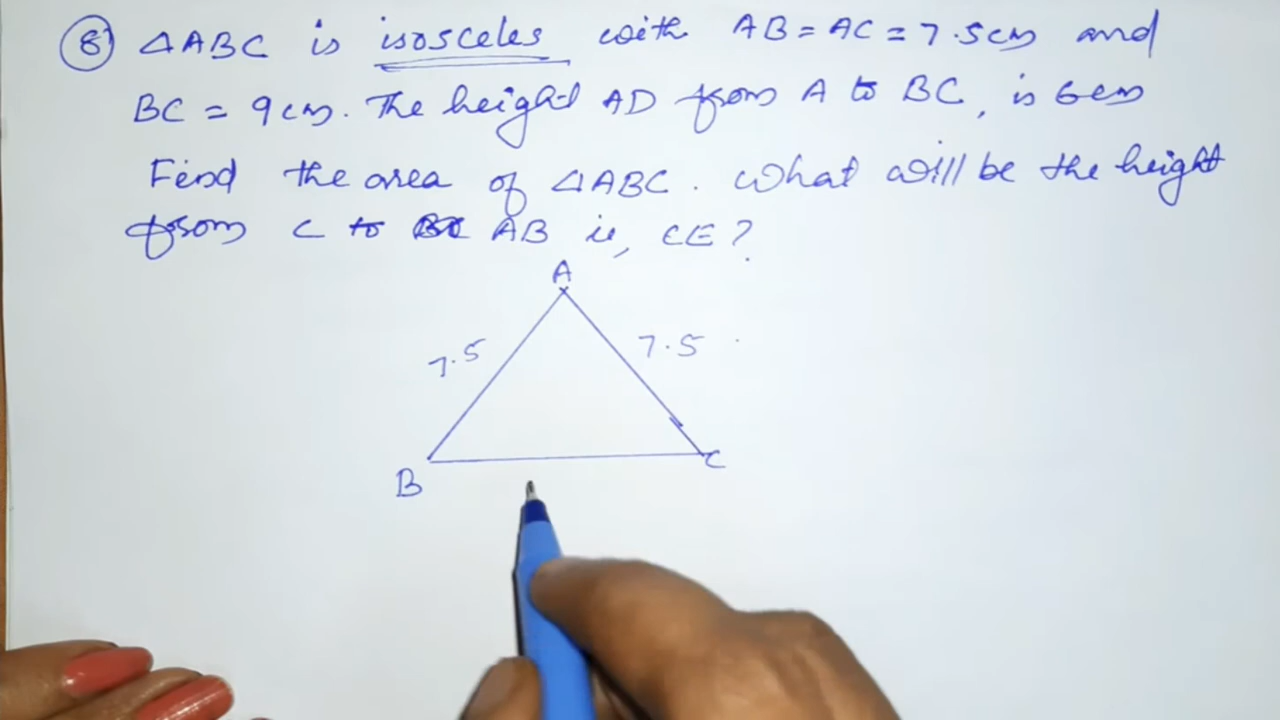 8) △ABC is isosceles with AB = AC = 7.5cm and
BC = 9cm. The height AD from A to BC, is 6cm
Find the area of △ABC. What will be the height
from C to AB ie, CE?
A
7.5
7.5
B
C